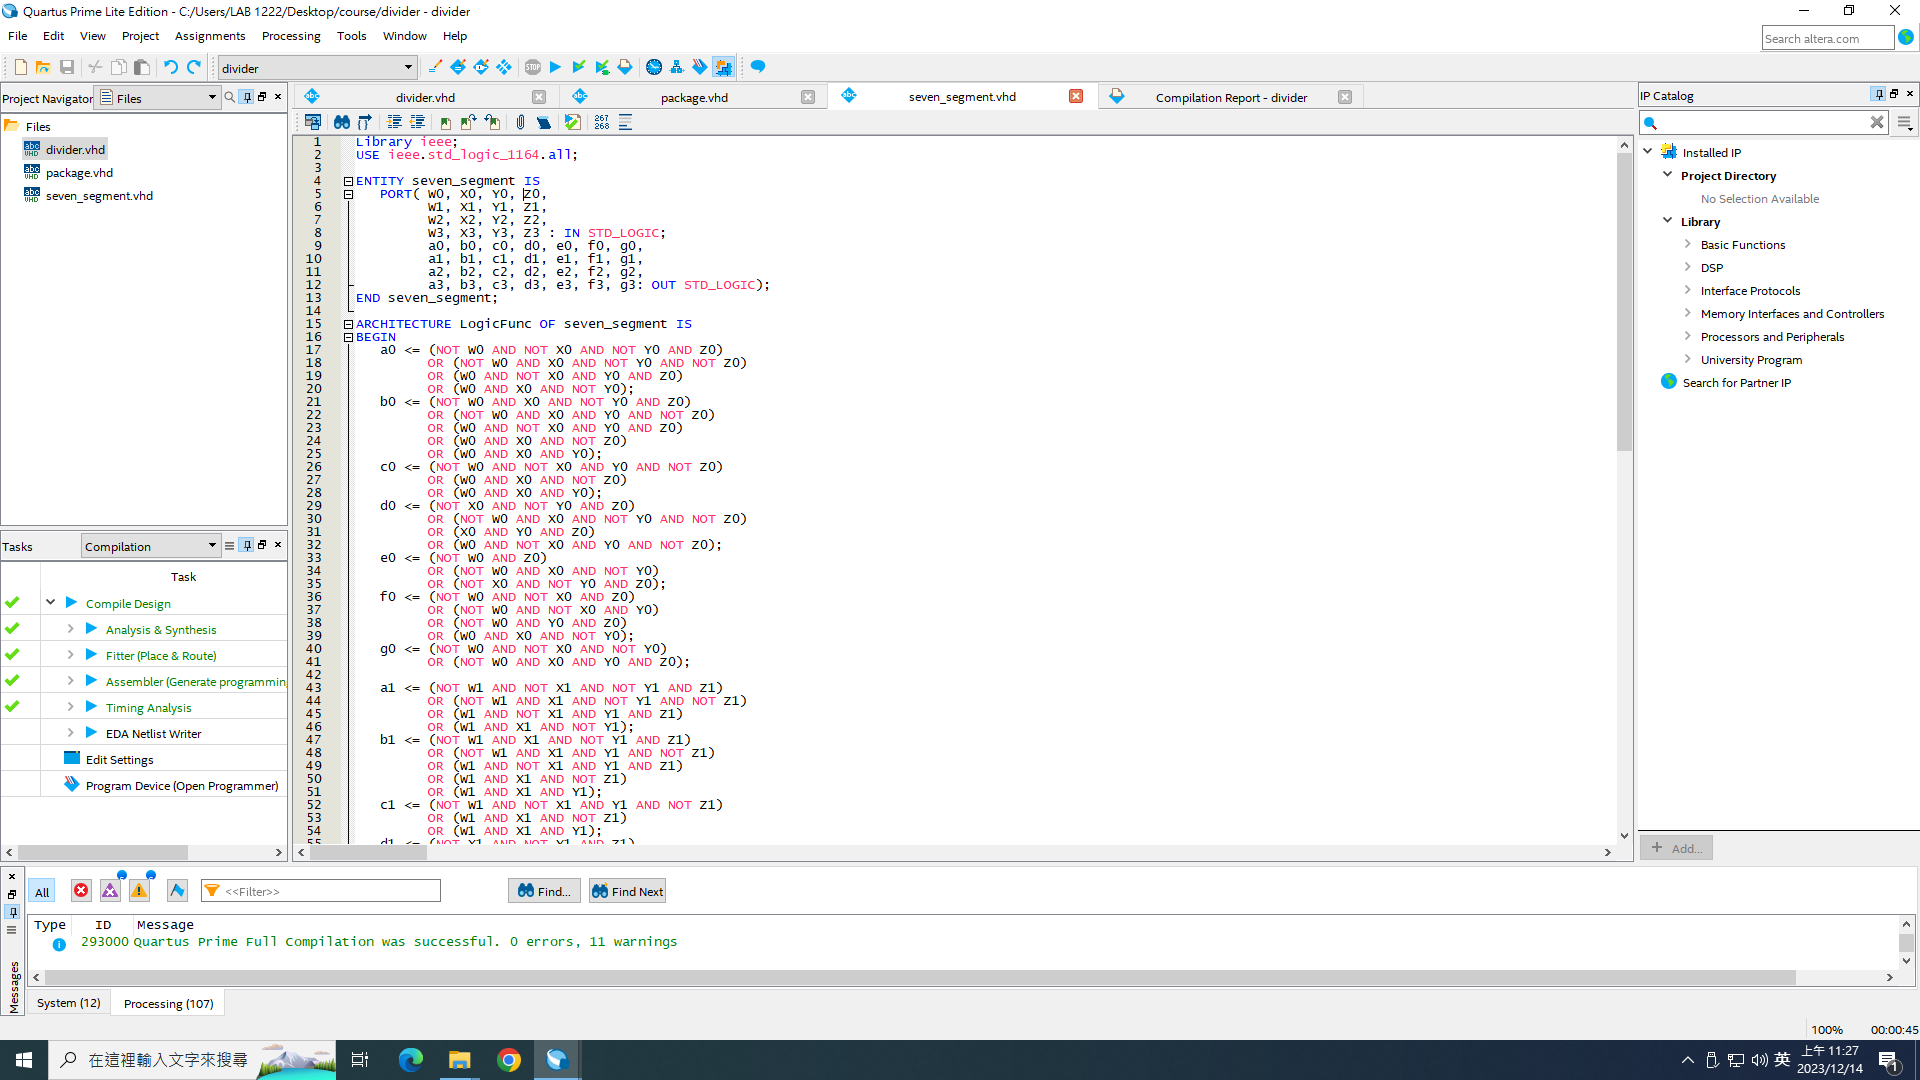 Quartus Prime Lite Edition - C:/Users/LAB 1222/Desktop/course/divider - divider
File Edit View Project Assignments Processing Tools Window Help
Search altera.com
divider
Project Navigator Files
Files
divider.vhd
package.vhd
seven_segment.vhd
divider.vhd package.vhd seven_segment.vhd Compilation Report - divider
267
268
1 Library ieee;
2 USE ieee.std_logic_1164.all;
3
4 ENTITY seven_segment IS
5 PORT( W0, X0, Y0, Z0,
6 W1, X1, Y1, Z1,
7 W2, X2, Y2, Z2,
8 W3, X3, Y3, Z3 : IN STD_LOGIC;
9 a0, b0, c0, d0, e0, f0, g0,
10 a1, b1, c1, d1, e1, f1, g1,
11 a2, b2, c2, d2, e2, f2, g2,
12 a3, b3, c3, d3, e3, f3, g3: OUT STD_LOGIC);
13 END seven_segment;
14
15 ARCHITECTURE LogicFunc OF seven_segment IS
16 BEGIN
17 a0 <= (NOT W0 AND NOT X0 AND NOT Y0 AND Z0)
18 OR (NOT W0 AND X0 AND NOT Y0 AND NOT Z0)
19 OR (W0 AND NOT X0 AND Y0 AND Z0)
20 OR (W0 AND X0 AND NOT Y0);
21 b0 <= (NOT W0 AND X0 AND NOT Y0 AND Z0)
22 OR (NOT W0 AND X0 AND Y0 AND NOT Z0)
23 OR (W0 AND NOT X0 AND Y0 AND Z0)
24 OR (W0 AND X0 AND NOT Z0)
25 OR (W0 AND X0 AND Y0);
26 c0 <= (NOT W0 AND NOT X0 AND Y0 AND NOT Z0)
27 OR (W0 AND X0 AND NOT Z0)
28 OR (W0 AND X0 AND Y0);
29 d0 <= (NOT X0 AND NOT Y0 AND Z0)
30 OR (NOT W0 AND X0 AND NOT Y0 AND NOT Z0)
31 OR (X0 AND Y0 AND Z0)
32 OR (W0 AND NOT X0 AND Y0 AND NOT Z0);
33 e0 <= (NOT W0 AND Z0)
34 OR (NOT W0 AND X0 AND NOT Y0)
35 OR (NOT X0 AND NOT Y0 AND Z0);
36 f0 <= (NOT W0 AND NOT X0 AND Z0)
37 OR (NOT W0 AND NOT X0 AND Y0)
38 OR (NOT W0 AND Y0 AND Z0)
39 OR (W0 AND X0 AND NOT Y0);
40 g0 <= (NOT W0 AND NOT X0 AND NOT Y0)
41 OR (NOT W0 AND X0 AND Y0 AND Z0);
42
43 a1 <= (NOT W1 AND NOT X1 AND NOT Y1 AND Z1)
44 OR (NOT W1 AND X1 AND NOT Y1 AND NOT Z1)
45 OR (W1 AND NOT X1 AND Y1 AND Z1)
46 OR (W1 AND X1 AND NOT Y1);
47 b1 <= (NOT W1 AND X1 AND NOT Y1 AND Z1)
48 OR (NOT W1 AND X1 AND Y1 AND NOT Z1)
49 OR (W1 AND NOT X1 AND Y1 AND Z1)
50 OR (W1 AND X1 AND NOT Z1)
51 OR (W1 AND X1 AND Y1);
52 c1 <= (NOT W1 AND NOT X1 AND Y1 AND NOT Z1)
53 OR (W1 AND X1 AND NOT Z1)
54 OR (W1 AND X1 AND Y1);
55 d1 <= (NOT X1 AND NOT Y1 AND Z1)
IP Catalog
Installed IP
Project Directory
No Selection Available
Library
Basic Functions
DSP
Interface Protocols
Memory Interfaces and Controllers
Processors and Peripherals
University Program
Search for Partner IP
Add...
Tasks Compilation
Task
Compile Design
Analysis & Synthesis
Fitter (Place & Route)
Assembler (Generate programmin
Timing Analysis
EDA Netlist Writer
Edit Settings
Program Device (Open Programmer)
All <<Filter>> Find... Find Next
Type ID Message
293000 Quartus Prime Full Compilation was successful. 0 errors, 11 warnings
Messages
System (12) Processing (107)
100% 00:00:45
在這裡輸入文字來搜尋
英
上午 11:27
2023/12/14
1